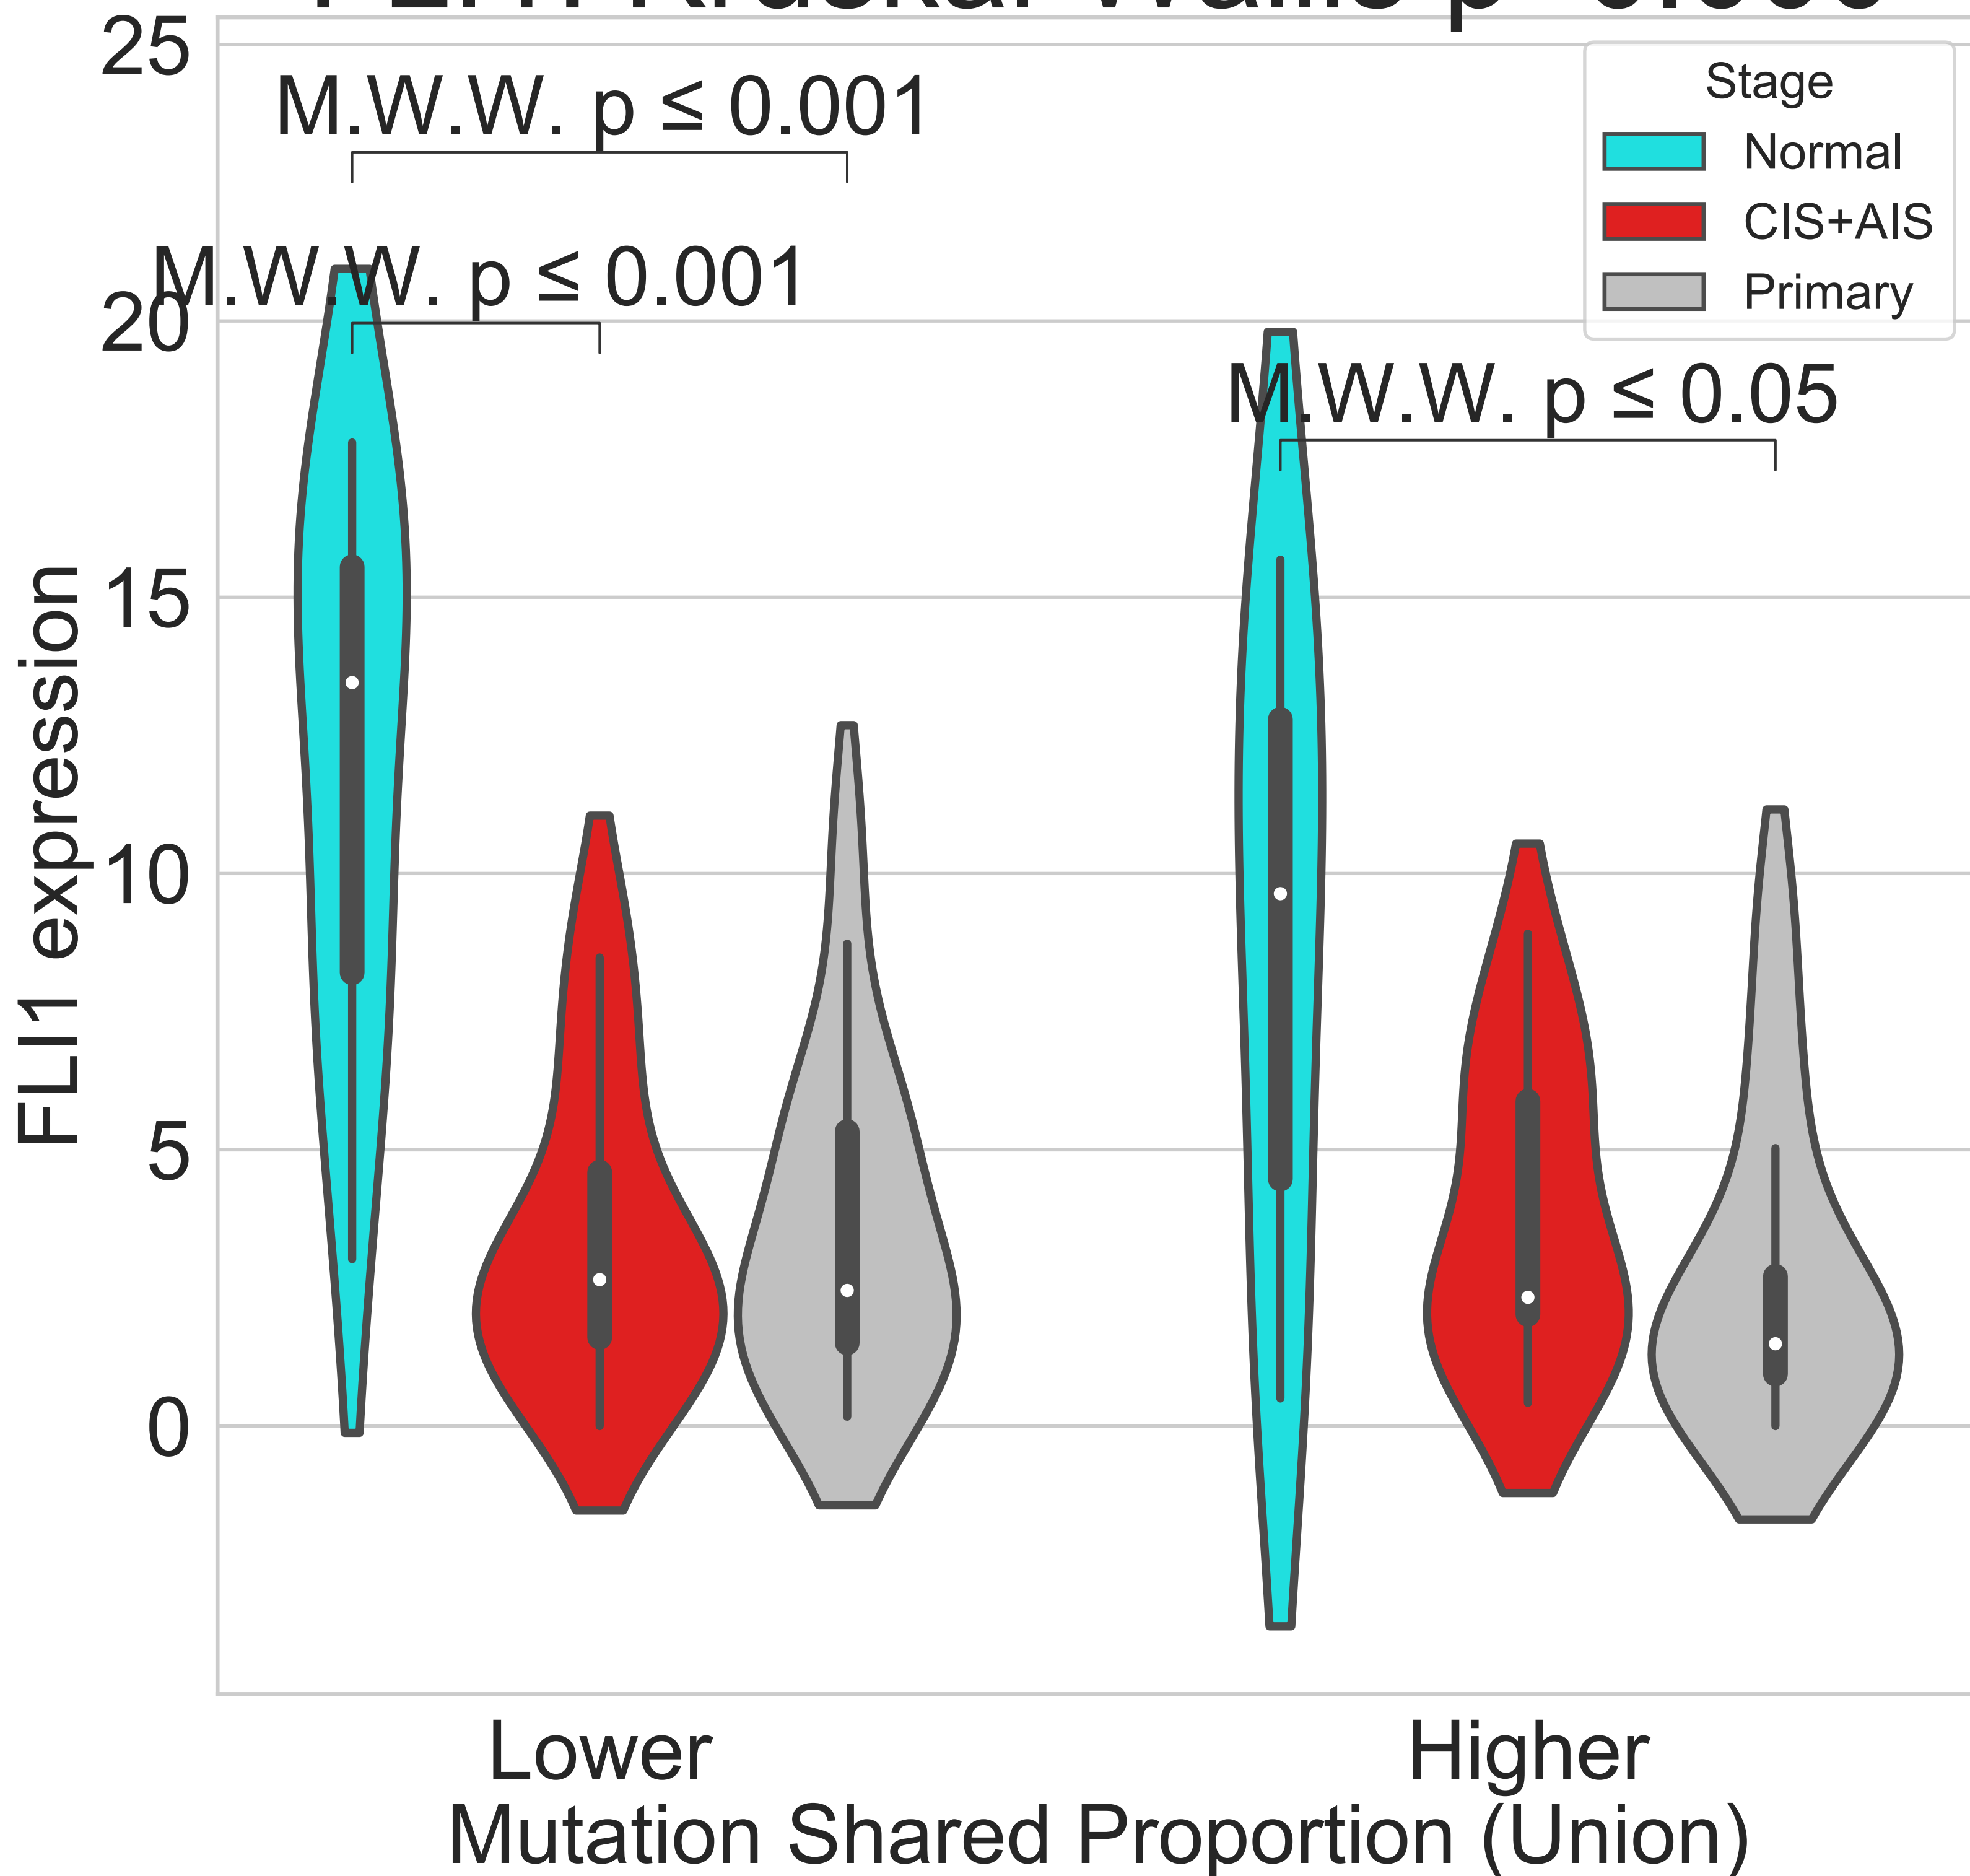 25
M.W.W. p ≤ 0.001
Stage
Normal
CIS+AIS
Primary
M.W.W. p ≤ 0.001
20
M.W.W. p ≤ 0.05
15
10
5
0
FLI1 expression
Lower
Higher
Mutation Shared Proportion (Union)